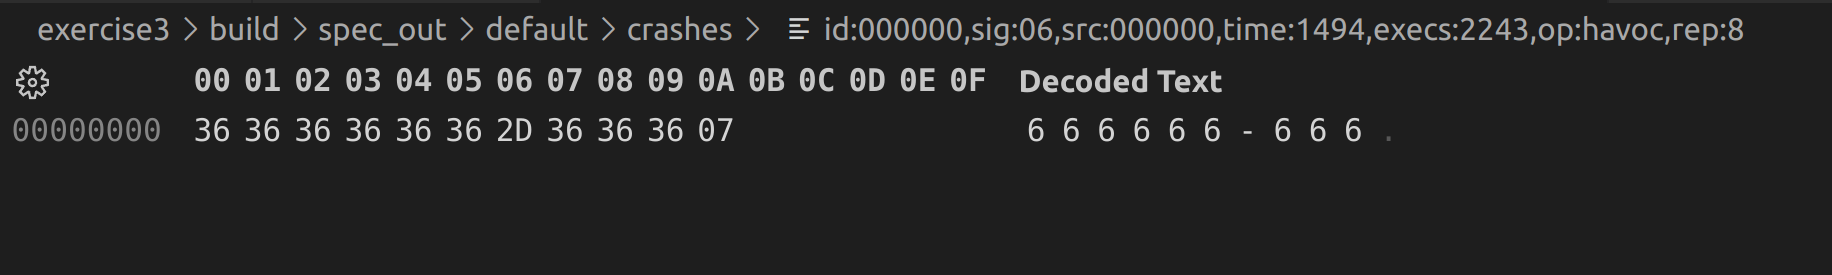 exercise3 > build > spec_out > default > crashes > id:000000,sig:06,src:000000,time:1494,execs:2243,op:havoc,rep:8
00 01 02 03 04 05 06 07 08 09 0A 0B 0C 0D 0E 0F Decoded Text
00000000 36 36 36 36 36 36 2D 36 36 36 07 6 6 6 6 6 6 - 6 6 6 .